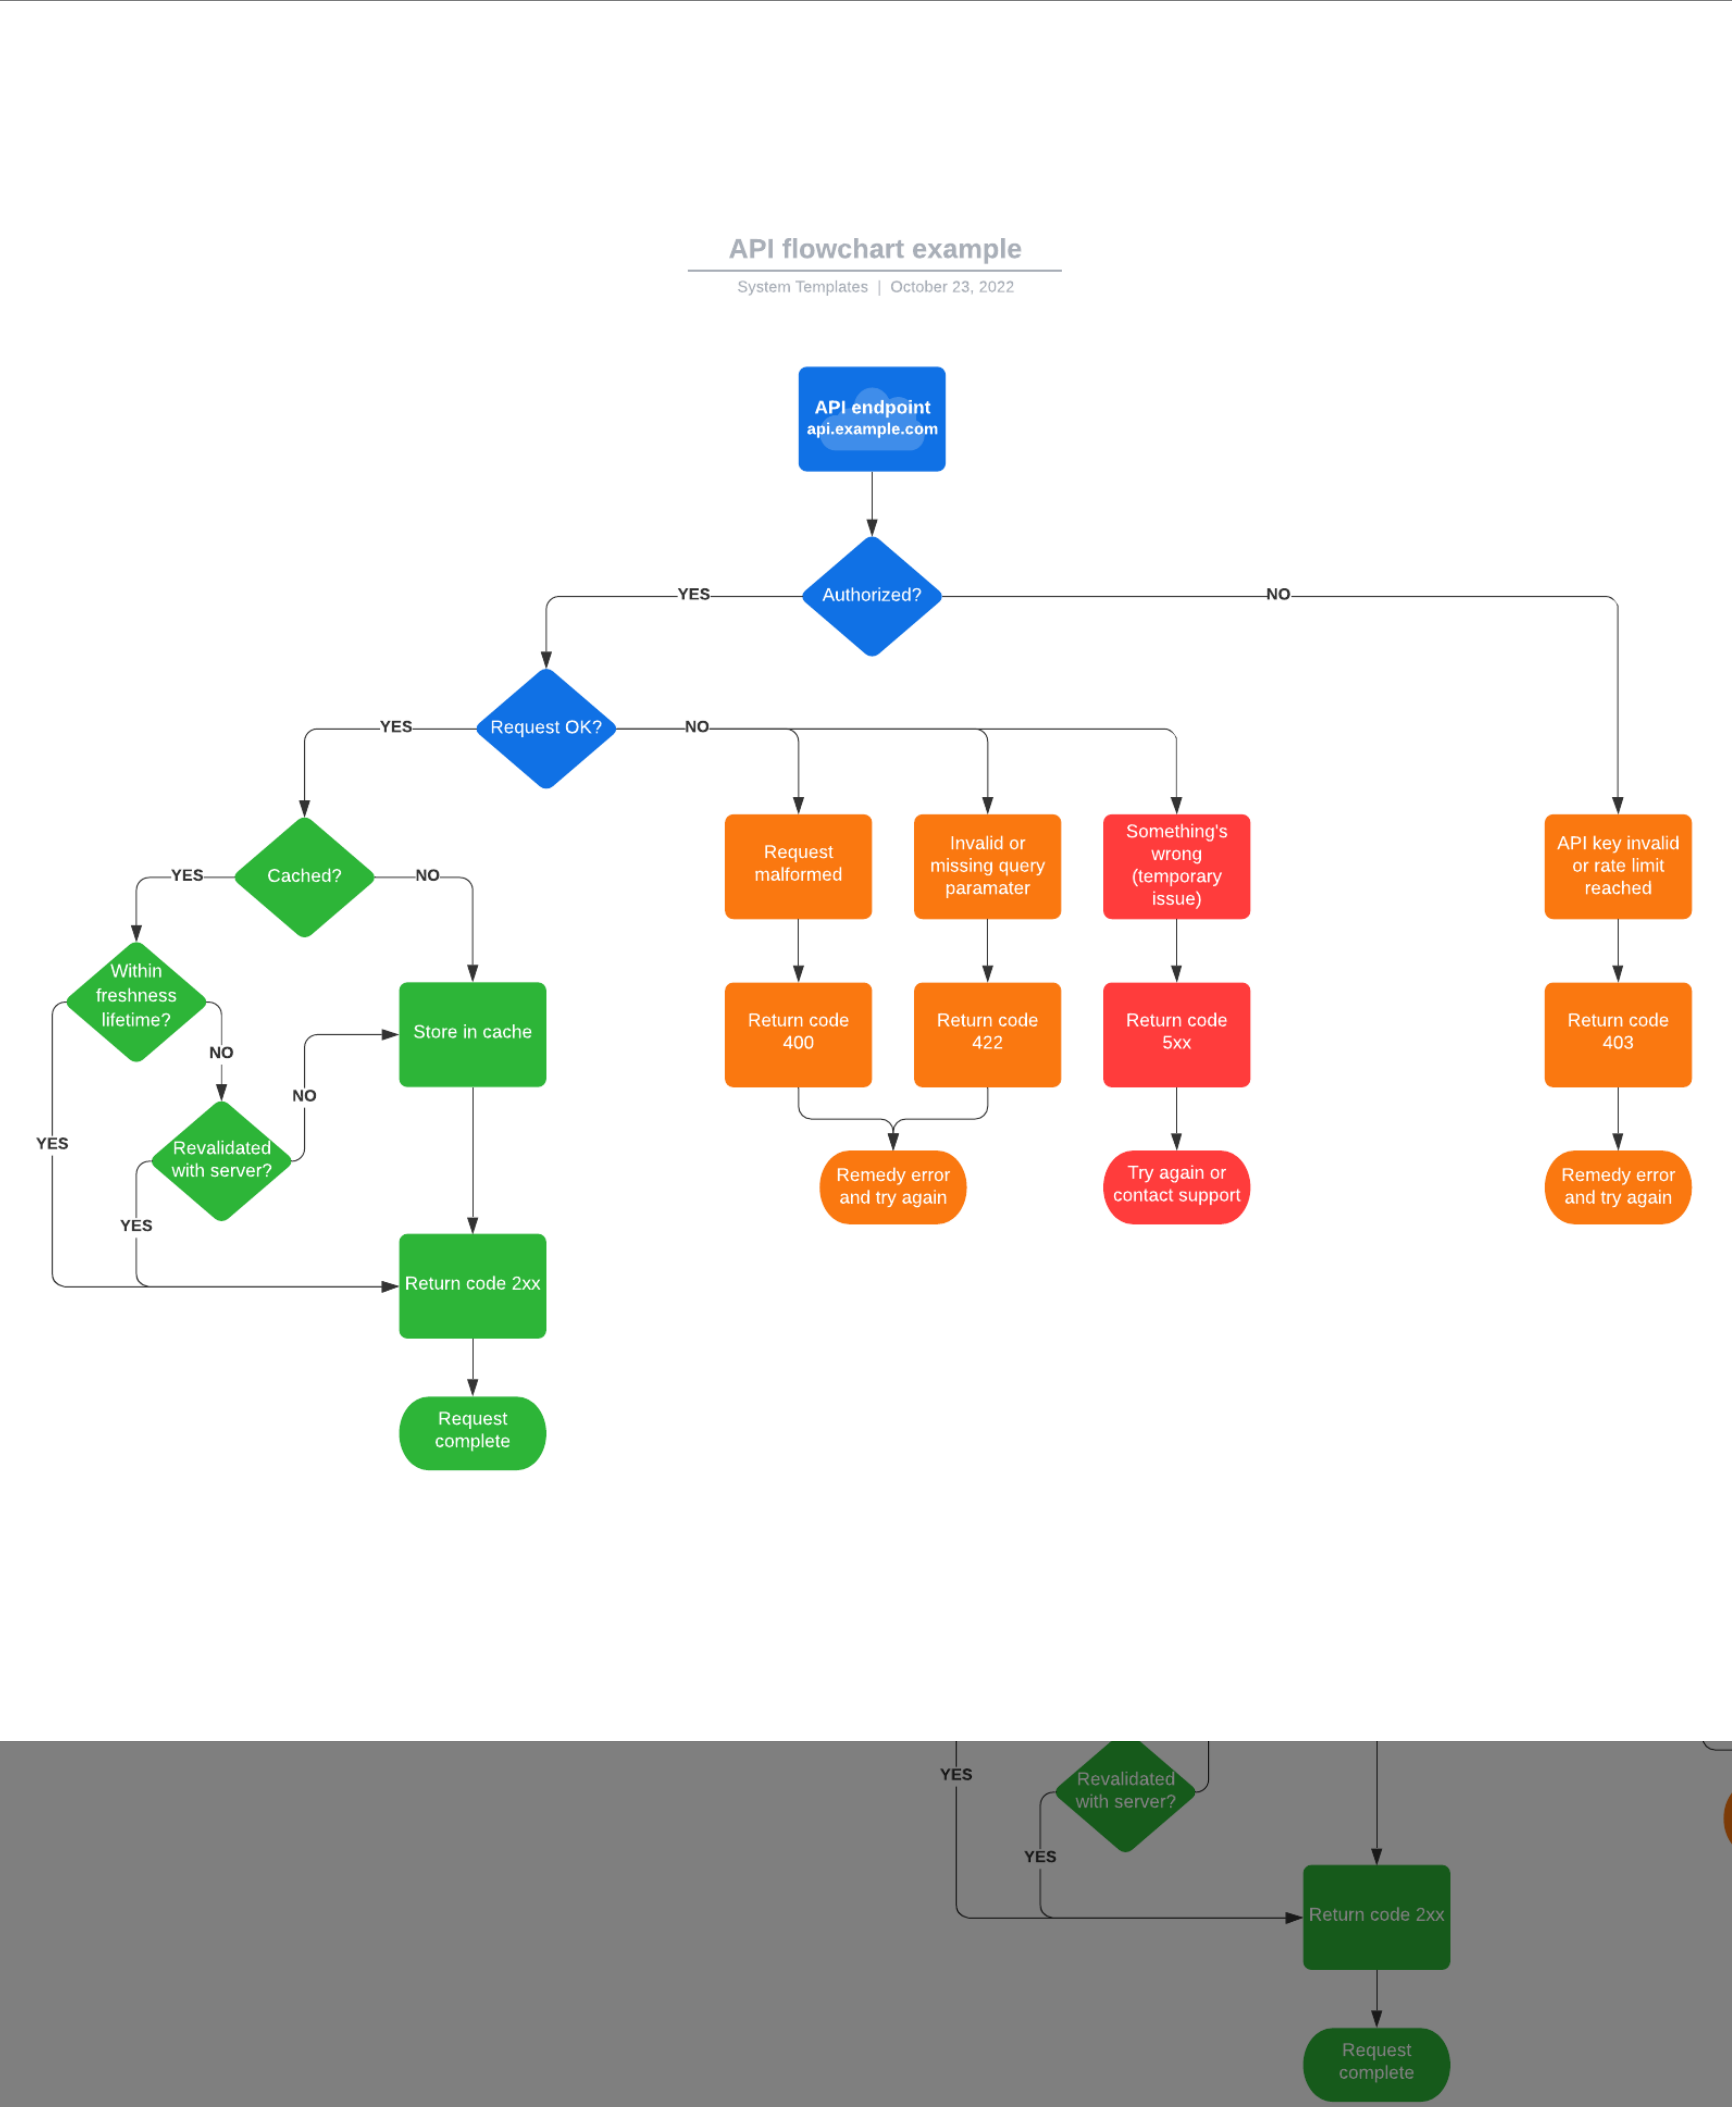 API flowchart example
System Templates | October 23, 2022
API endpoint
api.example.com
Authorized?
YES
NO
Request OK?
YES
NO
Cached?
YES
NO
Request
malformed
Invalid or
missing query
paramater
Something's
wrong
(temporary
issue)
API key invalid
or rate limit
reached
Within
freshness
lifetime?
NO
YES
Store in cache
Return code
400
Return code
422
Return code
5xx
Return code
403
NO
Revalidated
with server?
YES
Remedy error
and try again
Try again or
contact support
Remedy error
and try again
Return code 2xx
Request
complete
YES
Revalidated
with server?
YES
Return code 2xx
Request
complete